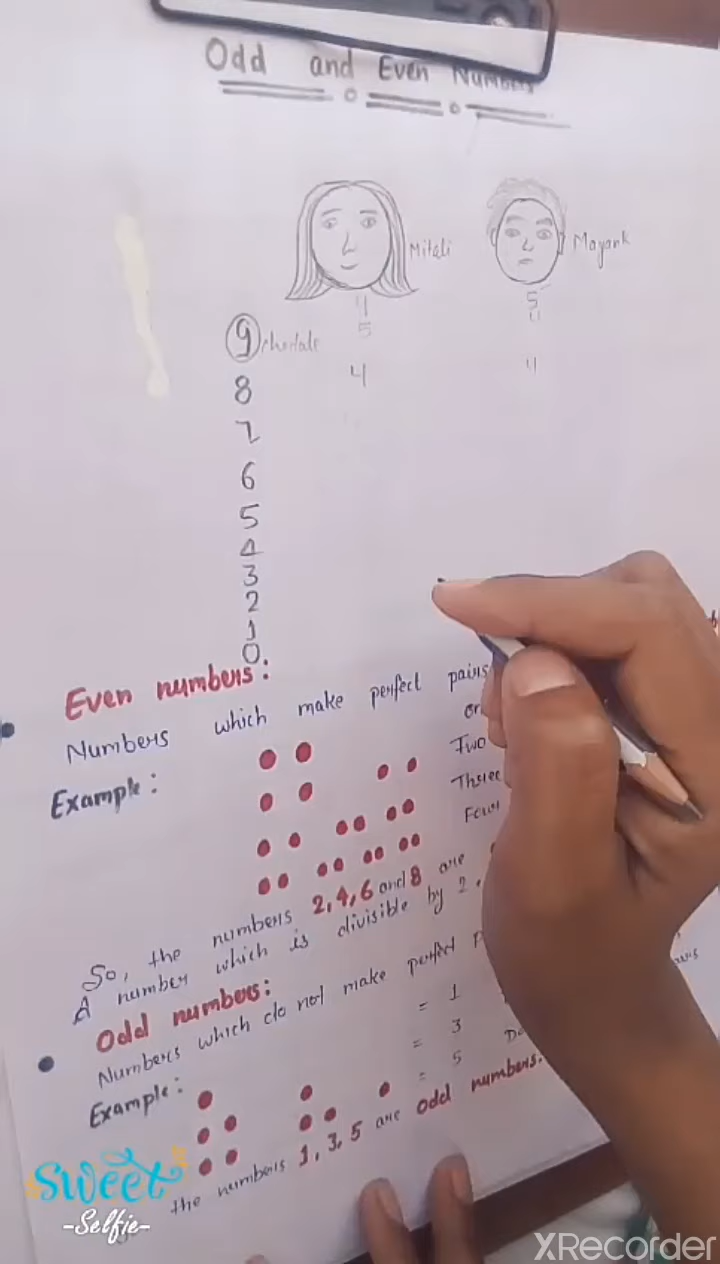 Odd and Even Numbers
Mitali
Mayank
4
5
5
4
9
8
4
4
7
6
5
4
3
2
1
0
Even numbers:
Numbers which make perfect pairs
Example:
Two
Three
Four
So, the numbers 2, 4, 6 and 8 are
A number which is divisible by 2.
Odd numbers:
Numbers which do not make perfect
Example:
= 1
= 3
= 5
the numbers 1, 3, 5 are odd numbers.
Sweet
-Selfie-
XRecorder